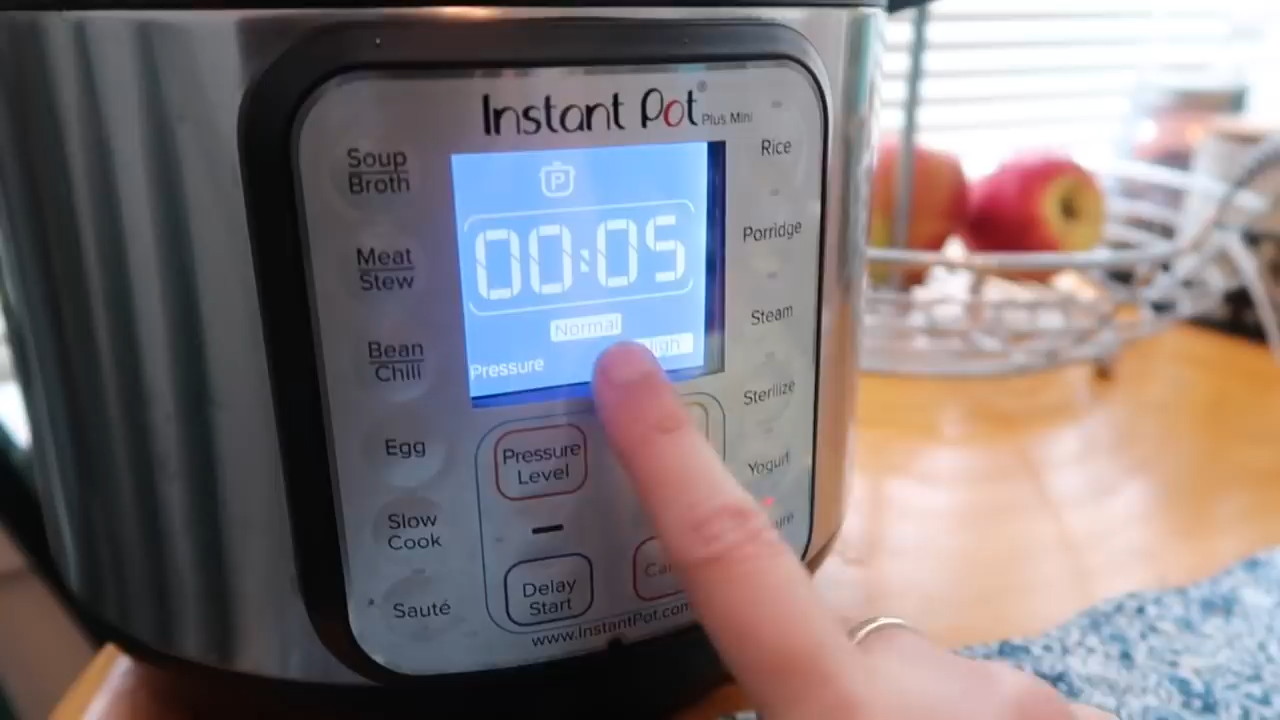 Instant Pot®
Plus Mini
P
00:05
Normal
Pressure
Soup
Broth
Meat
Stew
Bean
Chili
Egg
Slow
Cook
Sauté
Pressure
Level
–
Delay
Start
www.InstantPot.com
Rice
Porridge
Steam
Sterilize
Yogurt